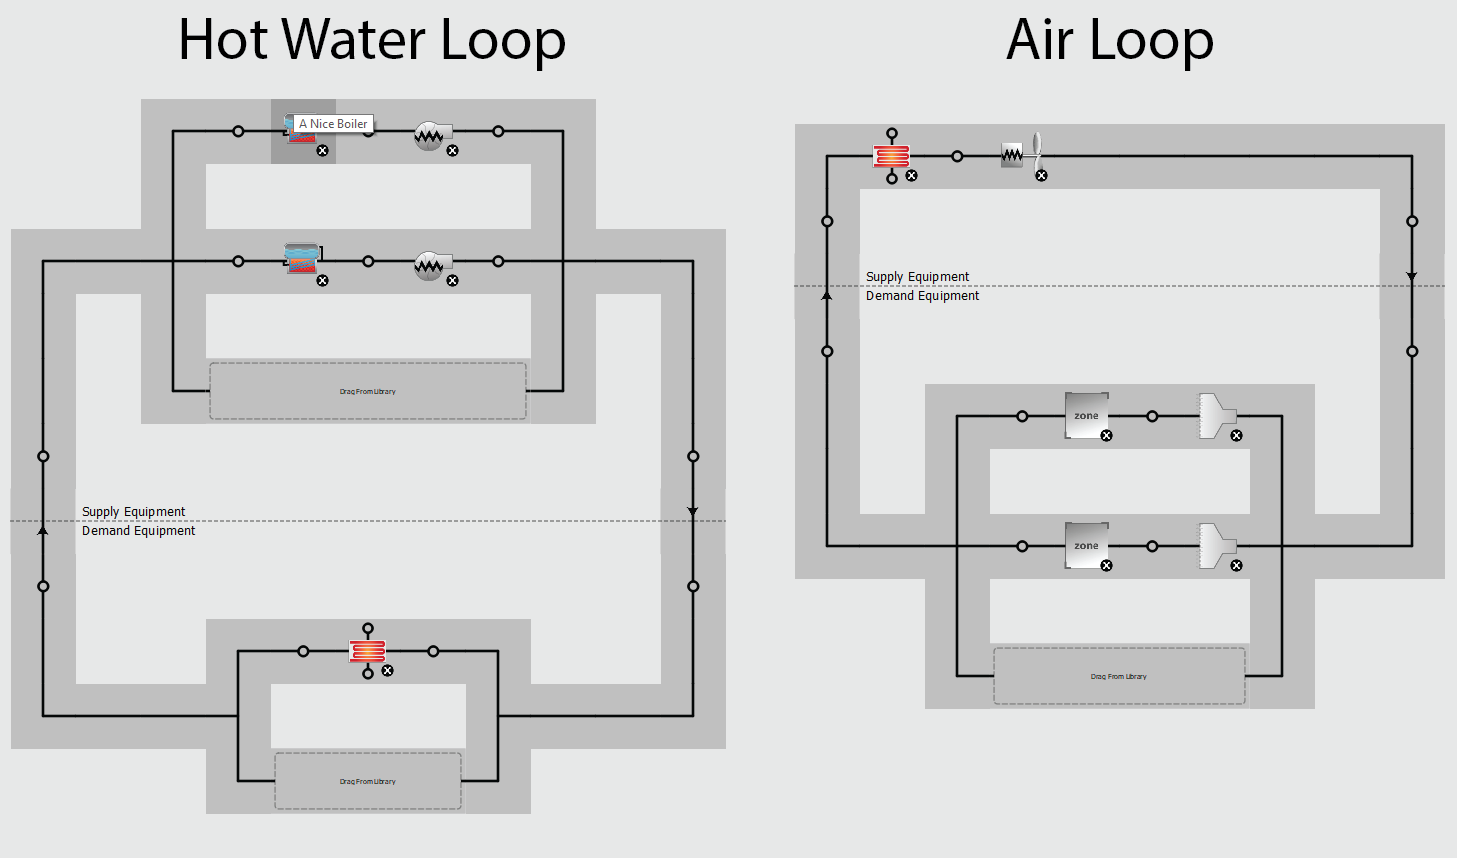 Hot Water Loop
A Nice Boiler
Drag From Library
Supply Equipment
Demand Equipment
Drag From Library
Air Loop
Supply Equipment
Demand Equipment
zone
zone
Drag From Library